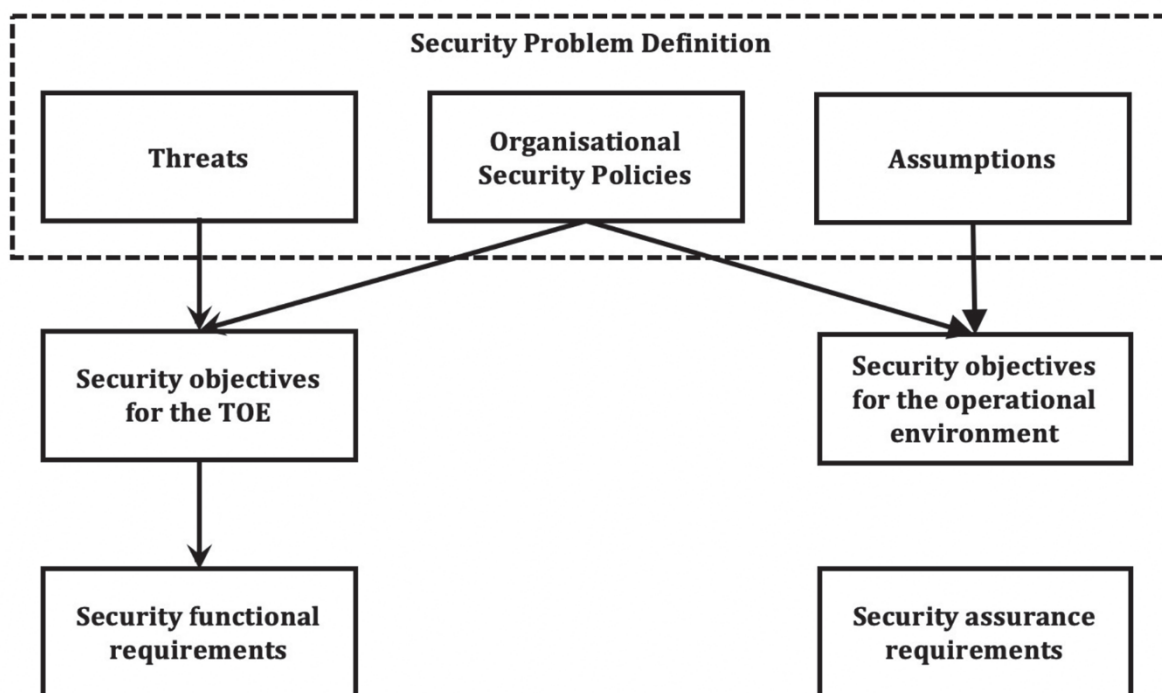 Security Problem Definition
Threats
Organisational
Security Policies
Assumptions
Security objectives
for the TOE
Security objectives
for the operational
environment
Security functional
requirements
Security assurance
requirements